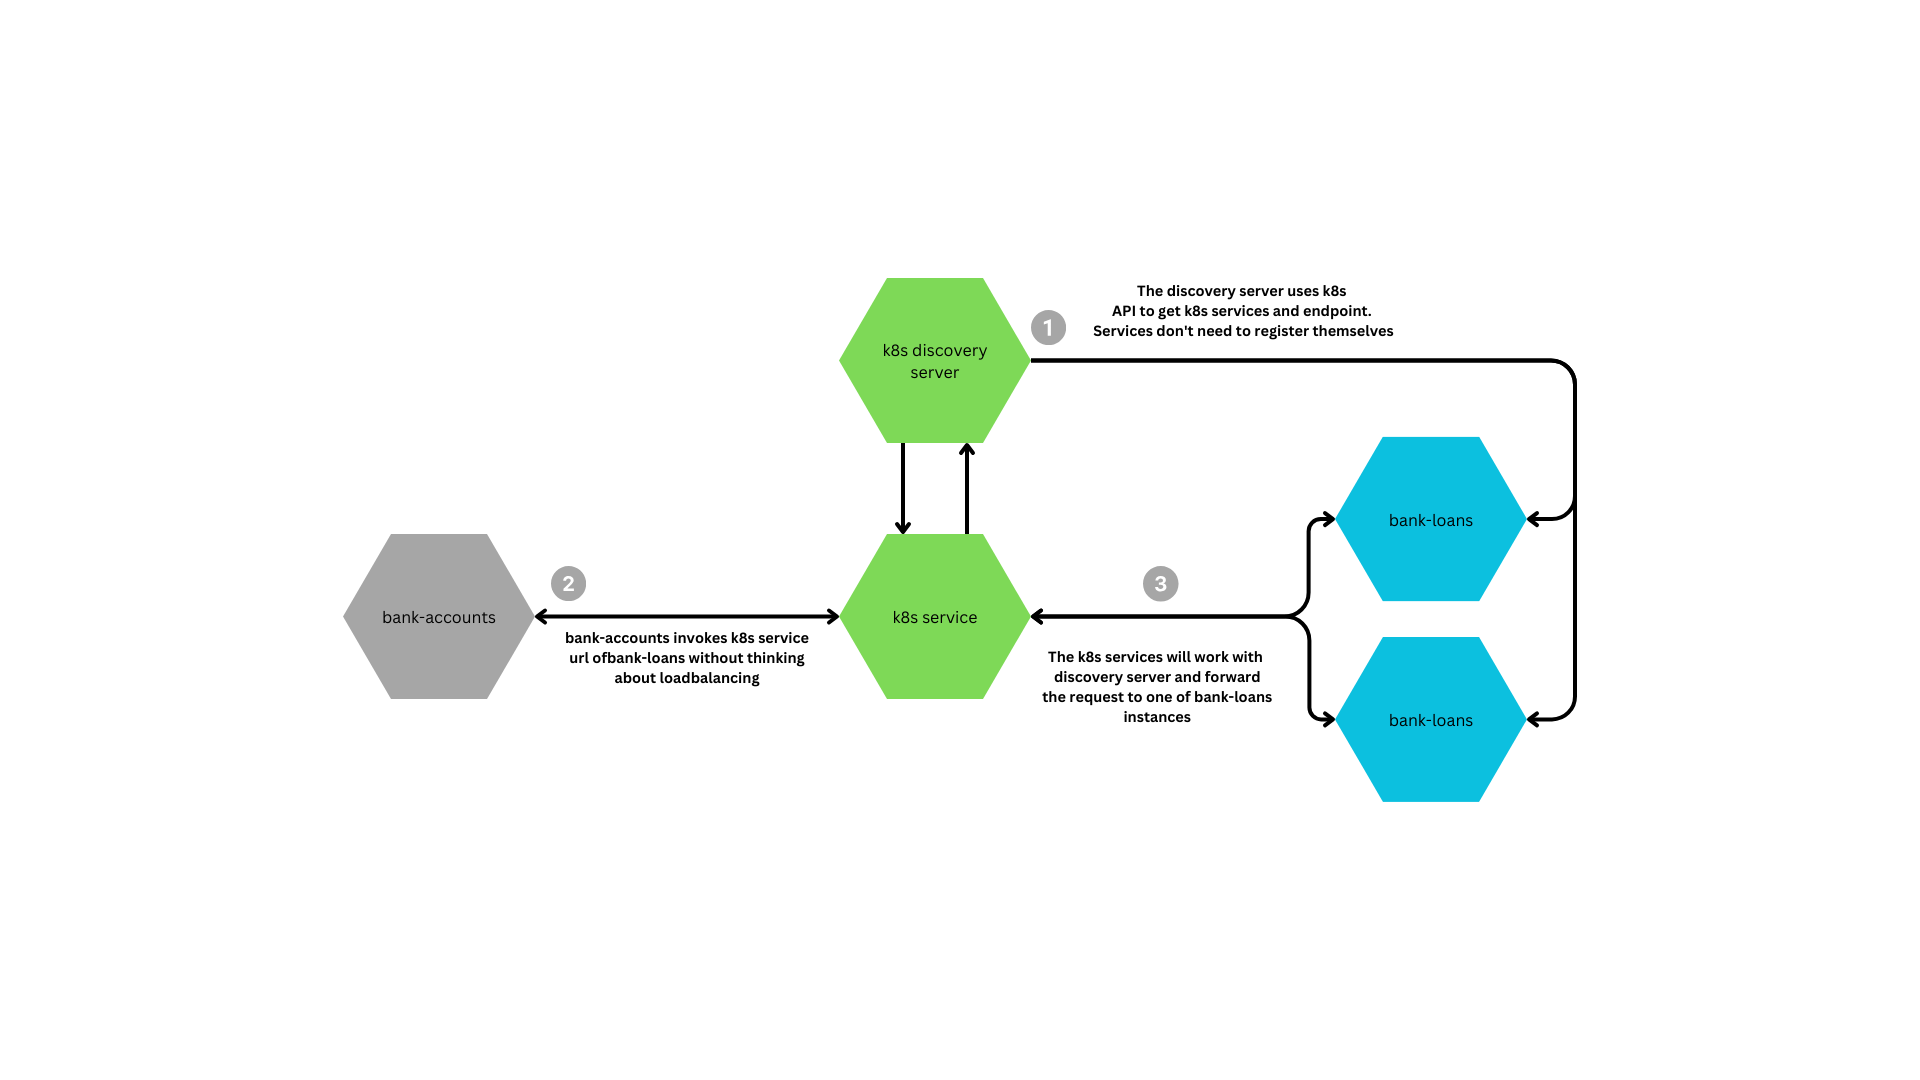 The discovery server uses k8s
API to get k8s services and endpoint.
Services don't need to register themselves
1
k8s discovery
server
bank-loans
2
3
bank-accounts
k8s service
bank-accounts invokes k8s service
url ofbank-loans without thinking
about loadbalancing
The k8s services will work with
discovery server and forward
the request to one of bank-loans
instances
bank-loans